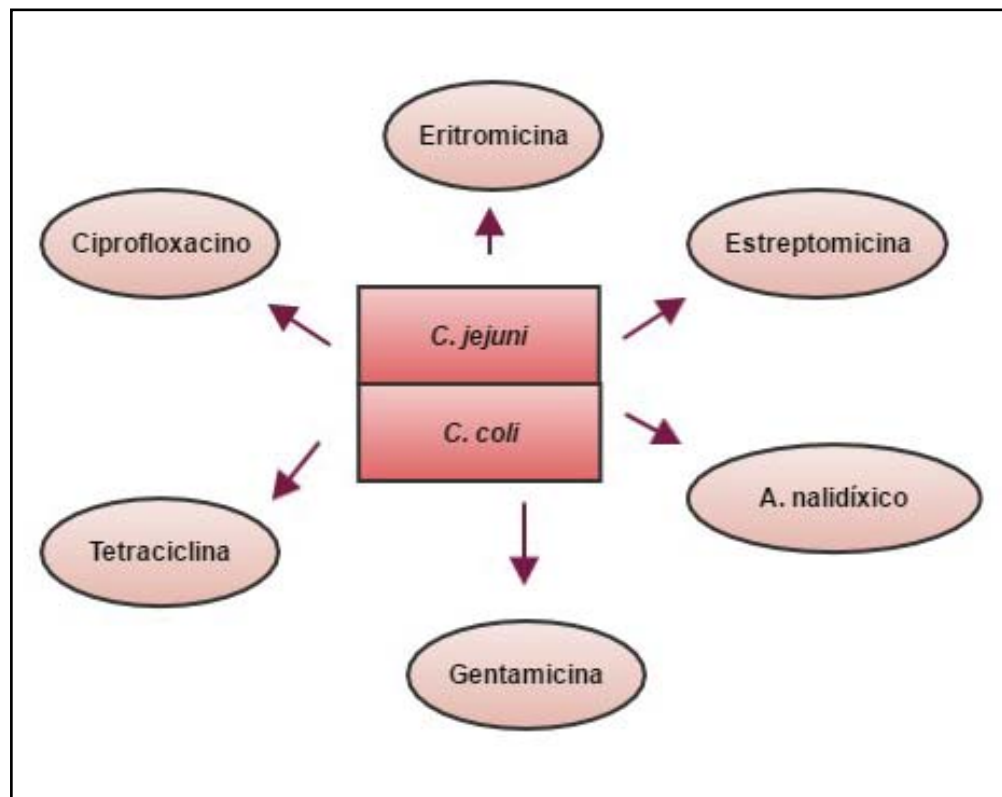 Eritromicina
Ciprofloxacino
Estreptomicina
C. jejuni
C. coli
A. nalidíxico
Tetraciclina
Gentamicina